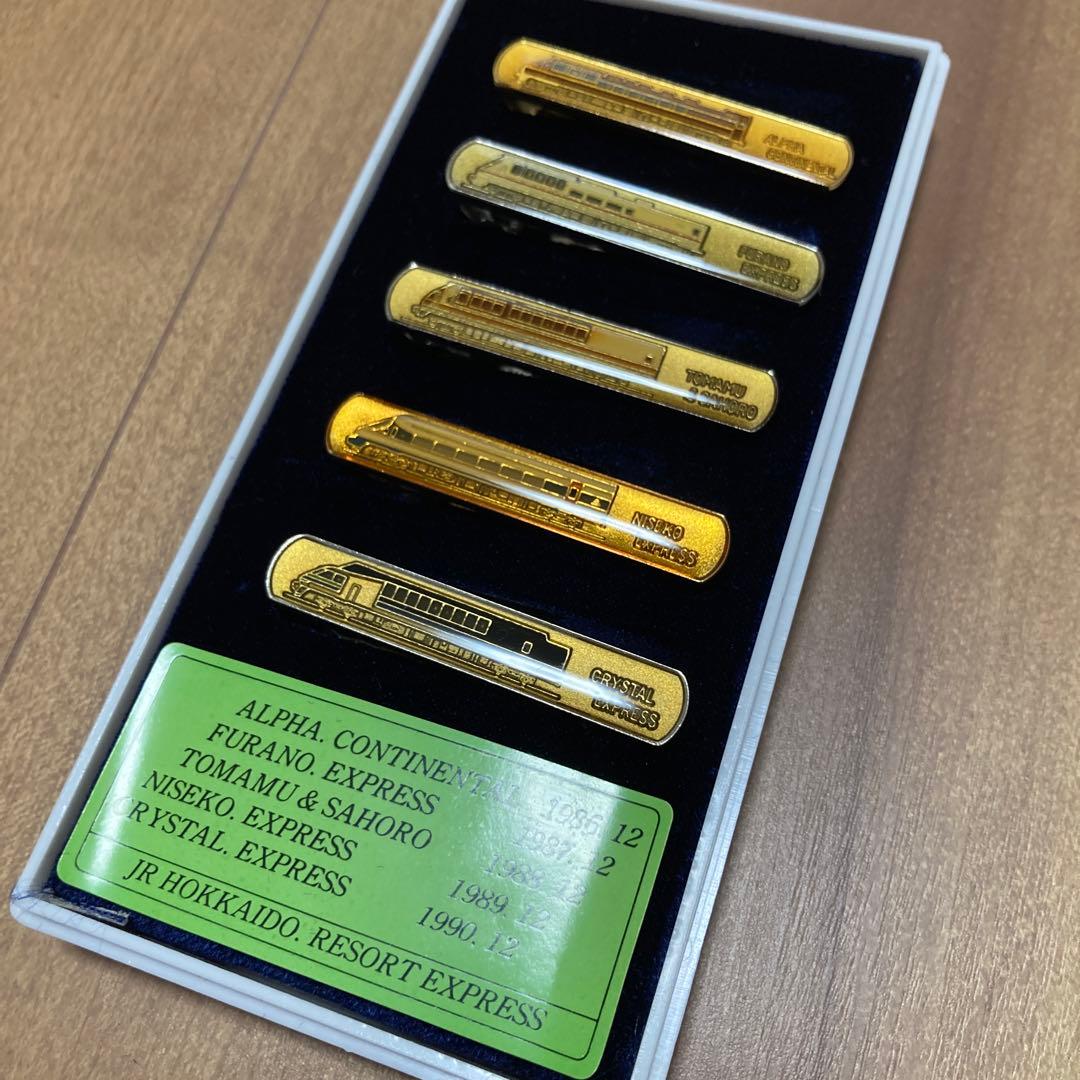 ALPHA
CONTINENTAL
FURANO
EXPRESS
TOMAMU
& SAHORO
NISEKO
EXPRESS
CRYSTAL
EXPRESS
ALPHA. CONTINENTAL 1985. 12
FURANO. EXPRESS 1987. 12
TOMAMU & SAHORO 1988. 12
NISEKO. EXPRESS 1989. 12
CRYSTAL. EXPRESS 1990. 12
JR HOKKAIDO. RESORT EXPRESS